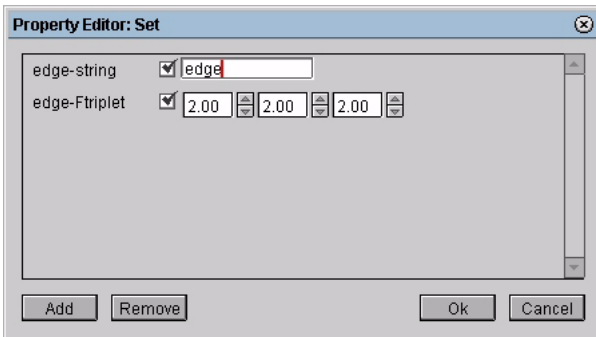 Property Editor: Set
edge-string edge
edge-Ftriplet 2.00 2.00 2.00
Add Remove Ok Cancel